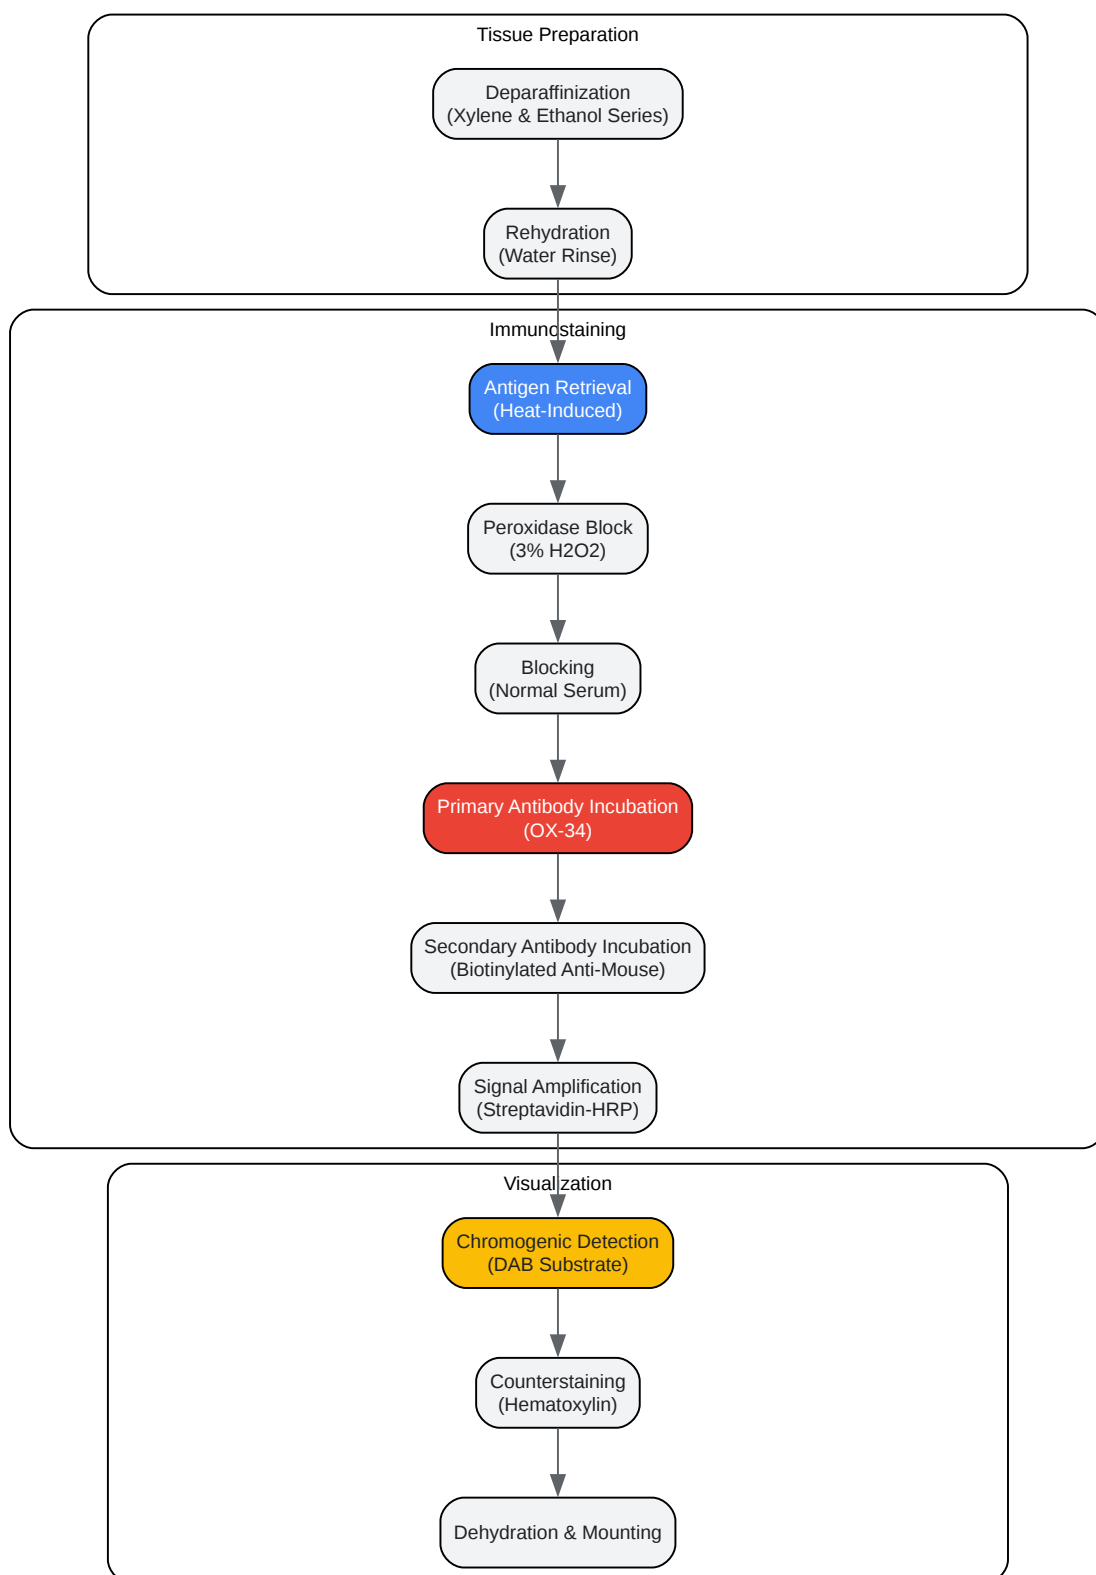 Tissue Preparation
Deparaffinization
(Xylene & Ethanol Series)
Rehydration
(Water Rinse)
Immunostaining
Antigen Retrieval
(Heat-Induced)
Peroxidase Block
(3% H2O2)
Blocking
(Normal Serum)
Primary Antibody Incubation
(OX-34)
Secondary Antibody Incubation
(Biotinylated Anti-Mouse)
Signal Amplification
(Streptavidin-HRP)
Visualization
Chromogenic Detection
(DAB Substrate)
Counterstaining
(Hematoxylin)
Dehydration & Mounting